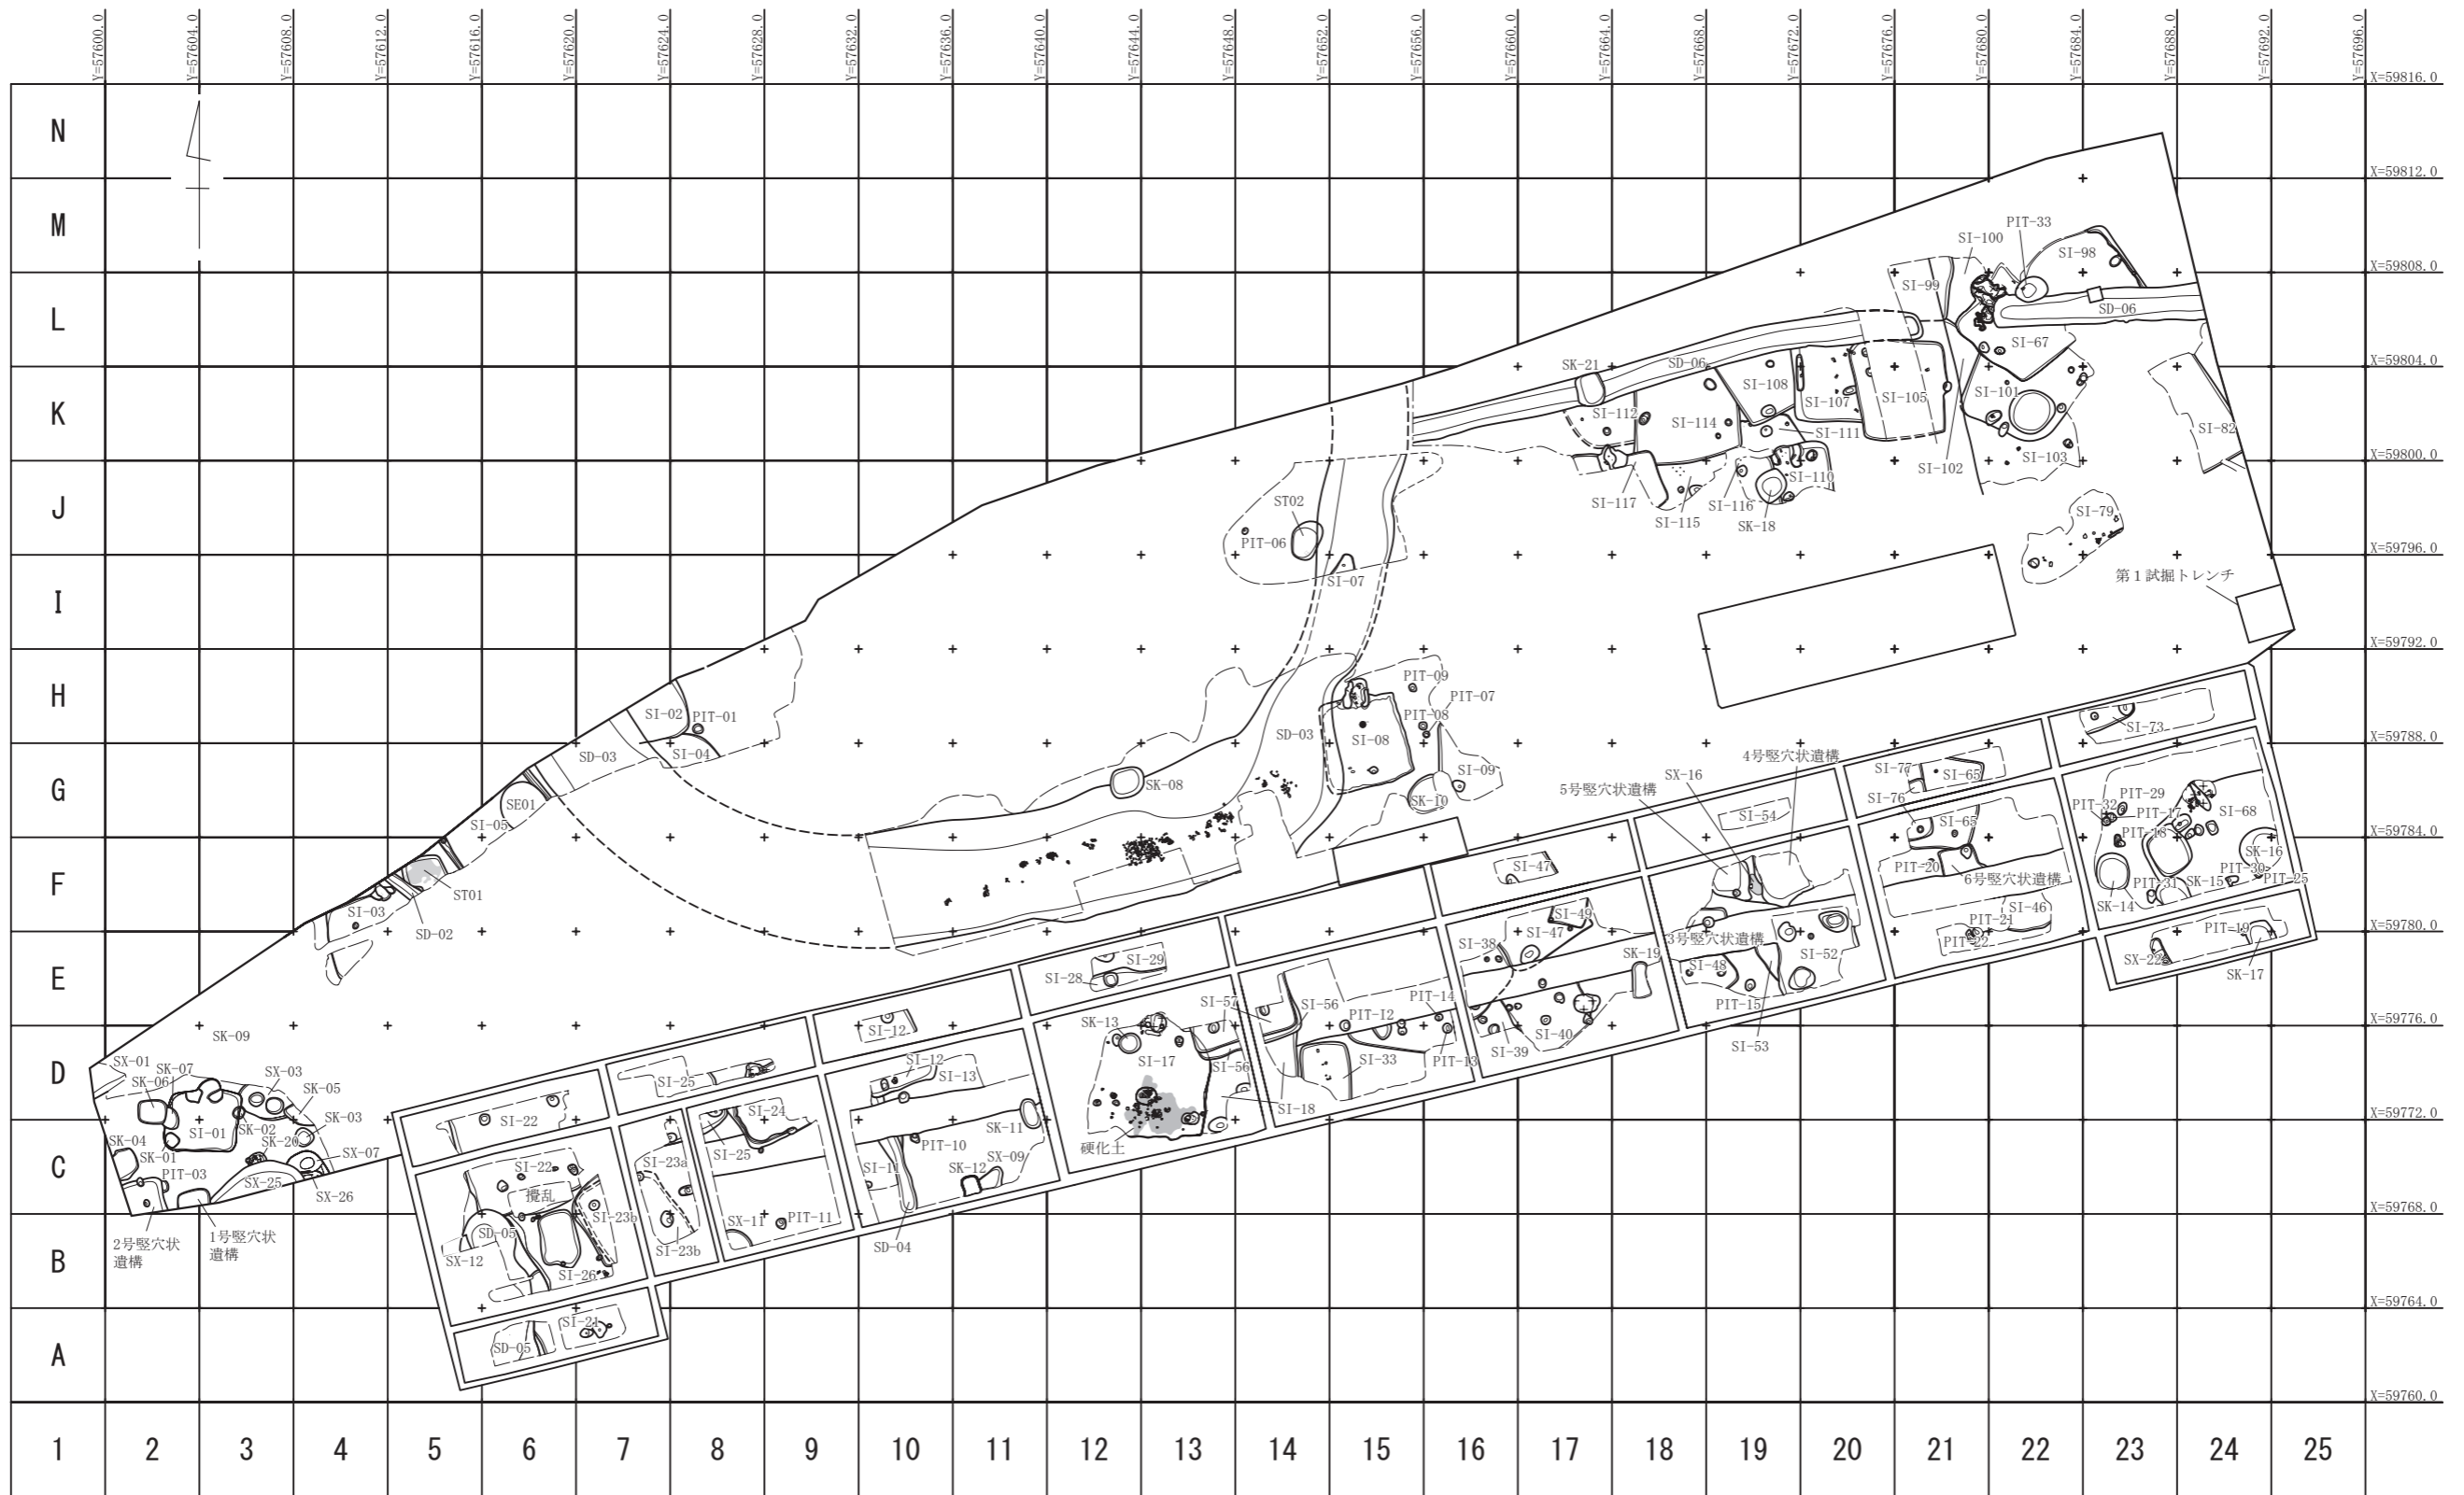 Y=57600.0
Y=57604.0
Y=57608.0
Y=57612.0
Y=57616.0
Y=57620.0
Y=57624.0
Y=57628.0
Y=57632.0
Y=57636.0
Y=57640.0
Y=57644.0
Y=57648.0
Y=57652.0
Y=57656.0
Y=57660.0
Y=57664.0
Y=57668.0
Y=57672.0
Y=57676.0
Y=57680.0
Y=57684.0
Y=57688.0
Y=57692.0
Y=57696.0
X=59816.0
N
X=59812.0
M
PIT-33
SI-100
SI-98
X=59808.0
SI-99
L
SD-06
SI-67
SK-21
SD-06
X=59804.0
SI-108
K
SI-101
SI-107
SI-105
SI-112
SI-114
SI-111
SI-82
SI-103
SI-102
X=59800.0
SI-110
SI-117
SI-116
SI-115
SK-18
J
ST02
SI-79
PIT-06
X=59796.0
第1試掘トレンチ
SI-07
I
X=59792.0
H
PIT-09
PIT-07
SI-02
PIT-01
PIT-08
SD-03
SI-08
SI-73
SD-03
SI-04
X=59788.0
4号竪穴状遺構
SX-16
SI-77
SI-65
SI-09
5号竪穴状遺構
SK-08
G
SE01
SK-10
SI-76
PIT-29
PIT-32
PIT-17
SI-68
SI-54
SI-65
SI-05
X=59784.0
PIT-18
SK-16
SI-47
PIT-20
PIT-30
F
6号竪穴状遺構
PIT-25
ST01
PIT-31
SK-15
SI-03
SI-49
SI-46
SK-14
PIT-21
PIT-19
SD-02
SI-47
3号竪穴状遺構
X=59780.0
PIT-22
SI-38
SK-19
SI-52
SI-29
SX-22
SI-28
SI-48
SK-17
E
PIT-14
SI-57
SI-56
PIT-15
PIT-12
SK-13
SI-12
SI-40
SK-09
X=59776.0
SI-53
SI-39
SX-01
SI-12
SI-17
SI-33
PIT-13
SK-07
SX-03
SI-13
SI-56
D
SK-06
SI-25
SK-05
SI-18
SI-24
SK-03
SI-22
SK-11
X=59772.0
SK-02
SI-01
SK-04
SK-20
PIT-10
硬化土
SK-01
SX-07
SI-25
SI-23a
C
PIT-03
SI-22
SI-11
SK-12
SX-09
SX-25
SX-26
攪乱
SI-23b
SX-11
PIT-11
X=59768.0
SD-05
1号竪穴状
遺構
2号竪穴状
遺構
SD-04
SI-23b
SX-12
B
SI-26
X=59764.0
SI-21
SD-05
A
X=59760.0
1
2
3
4
5
6
7
8
9
10
11
12
13
14
15
16
17
18
19
20
21
22
23
24
25